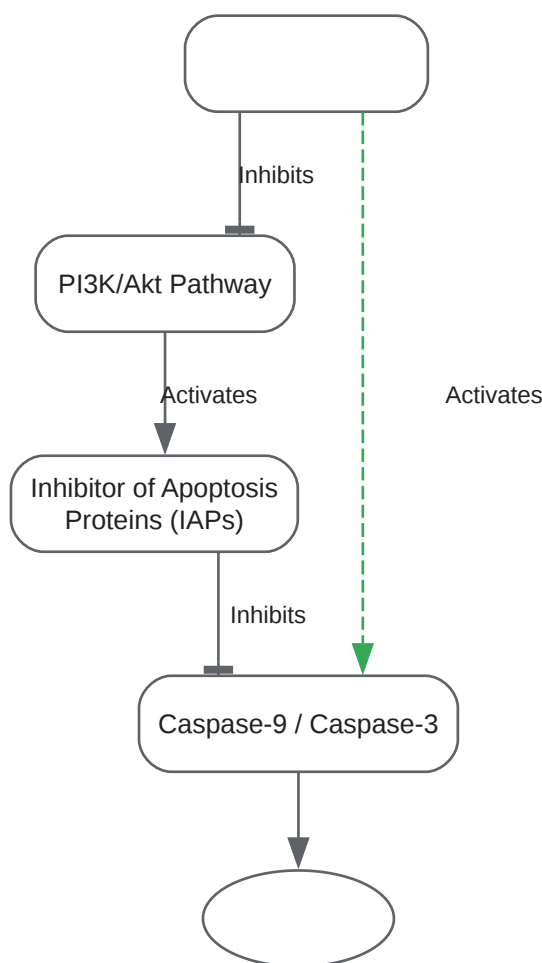 Inhibits
PI3K/Akt Pathway
Activates
Activates
Inhibitor of Apoptosis
Proteins (IAPs)
Inhibits
Caspase-9 / Caspase-3